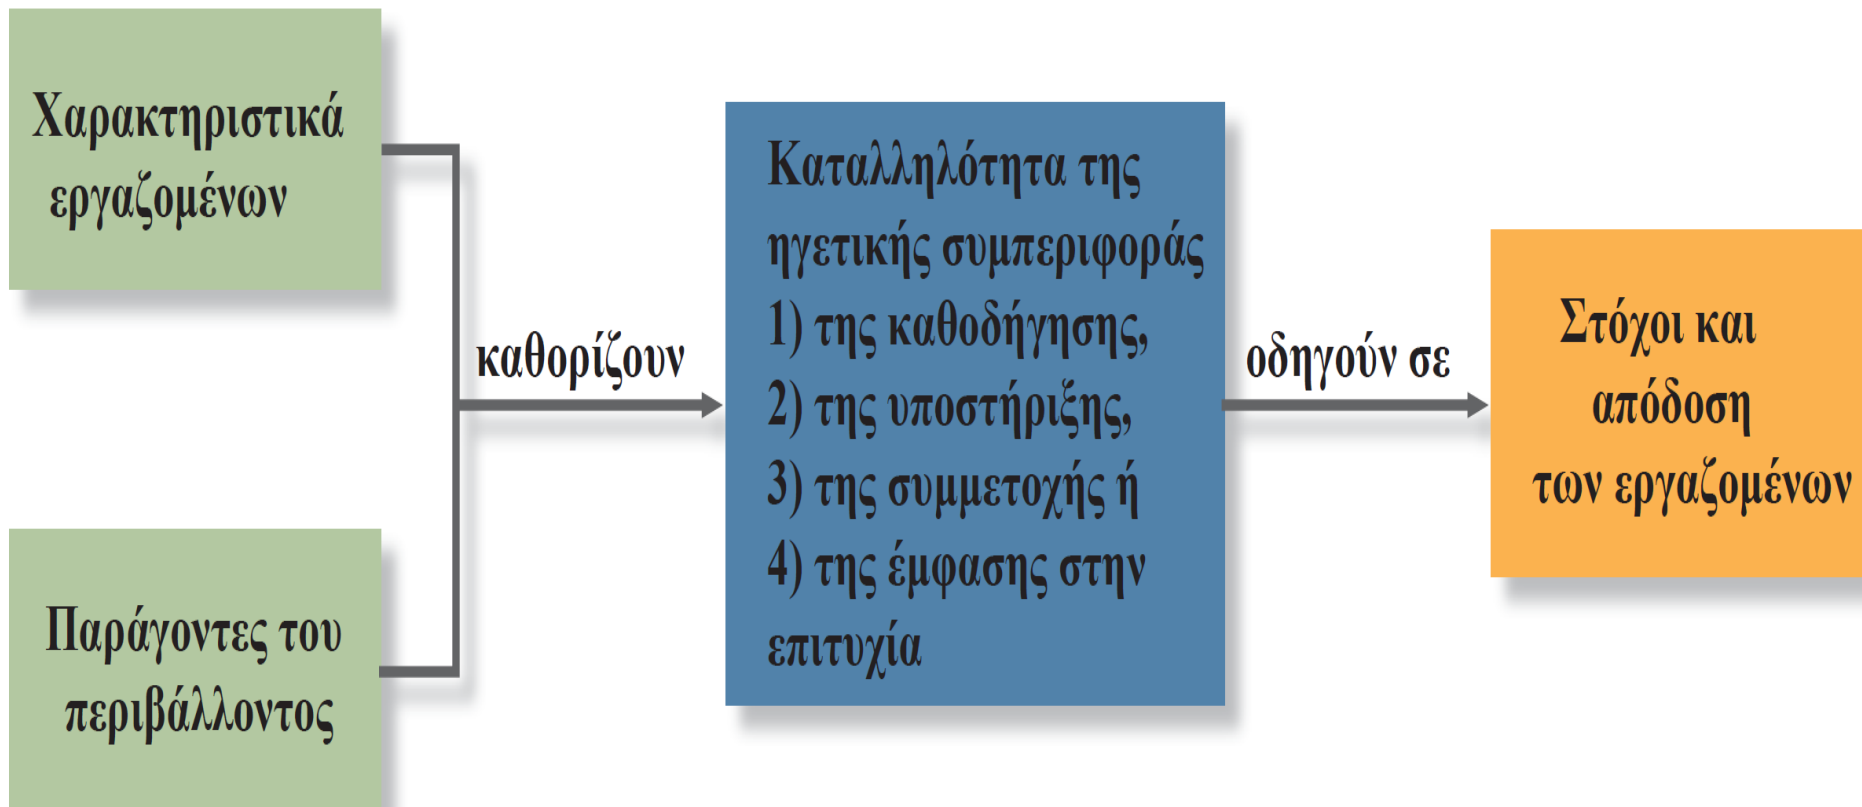 Χαρακτηριστικά
εργαζομένων
Παράγοντες του
περιβάλλοντος
καθορίζουν
Καταλληλότητα της
ηγετικής συμπεριφοράς
1) της καθοδήγησης,
2) της υποστήριξης,
3) της συμμετοχής ή
4) της έμφασης στην
επιτυχία
οδηγούν σε
Στόχοι και
απόδοση
των εργαζομένων